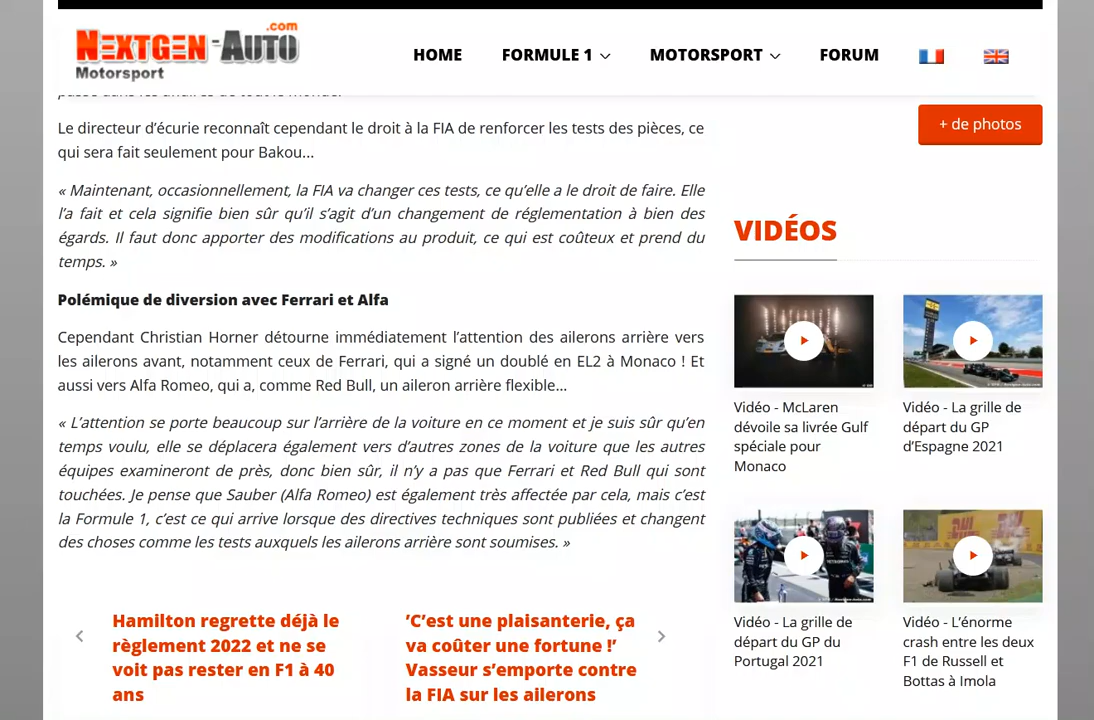 NEXTGEN-AUTO
.com
Motorsport
HOME
FORMULE 1
MOTORSPORT
FORUM
+ de photos
Le directeur d’écurie reconnaît cependant le droit à la FIA de renforcer les tests des pièces, ce
qui sera fait seulement pour Bakou…
« Maintenant, occasionnellement, la FIA va changer ces tests, ce qu’elle a le droit de faire. Elle
l’a fait et cela signifie bien sûr qu’il s’agit d’un changement de réglementation à bien des
égards. Il faut donc apporter des modifications au produit, ce qui est coûteux et prend du
temps. »
Polémique de diversion avec Ferrari et Alfa
Cependant Christian Horner détourne immédiatement l’attention des ailerons arrière vers
les ailerons avant, notamment ceux de Ferrari, qui a signé un doublé en EL2 à Monaco ! Et
aussi vers Alfa Romeo, qui a, comme Red Bull, un aileron arrière flexible…
« L’attention se porte beaucoup sur l’arrière de la voiture en ce moment et je suis sûr qu’en
temps voulu, elle se déplacera également vers d’autres zones de la voiture que les autres
équipes examineront de près, donc bien sûr, il n’y a pas que Ferrari et Red Bull qui sont
touchées. Je pense que Sauber (Alfa Romeo) est également très affectée par cela, mais c’est
la Formule 1, c’est ce qui arrive lorsque des directives techniques sont publiées et changent
des choses comme les tests auxquels les ailerons arrière sont soumises. »
Hamilton regrette déjà le
règlement 2022 et ne se
voit pas rester en F1 à 40
ans
’C’est une plaisanterie, ça
va coûter une fortune !’
Vasseur s’emporte contre
la FIA sur les ailerons
VIDÉOS
Vidéo - McLaren
dévoile sa livrée Gulf
spéciale pour
Monaco
Vidéo - La grille de
départ du GP
d’Espagne 2021
Vidéo - La grille de
départ du GP du
Portugal 2021
Vidéo - L’énorme
crash entre les deux
F1 de Russell et
Bottas à Imola